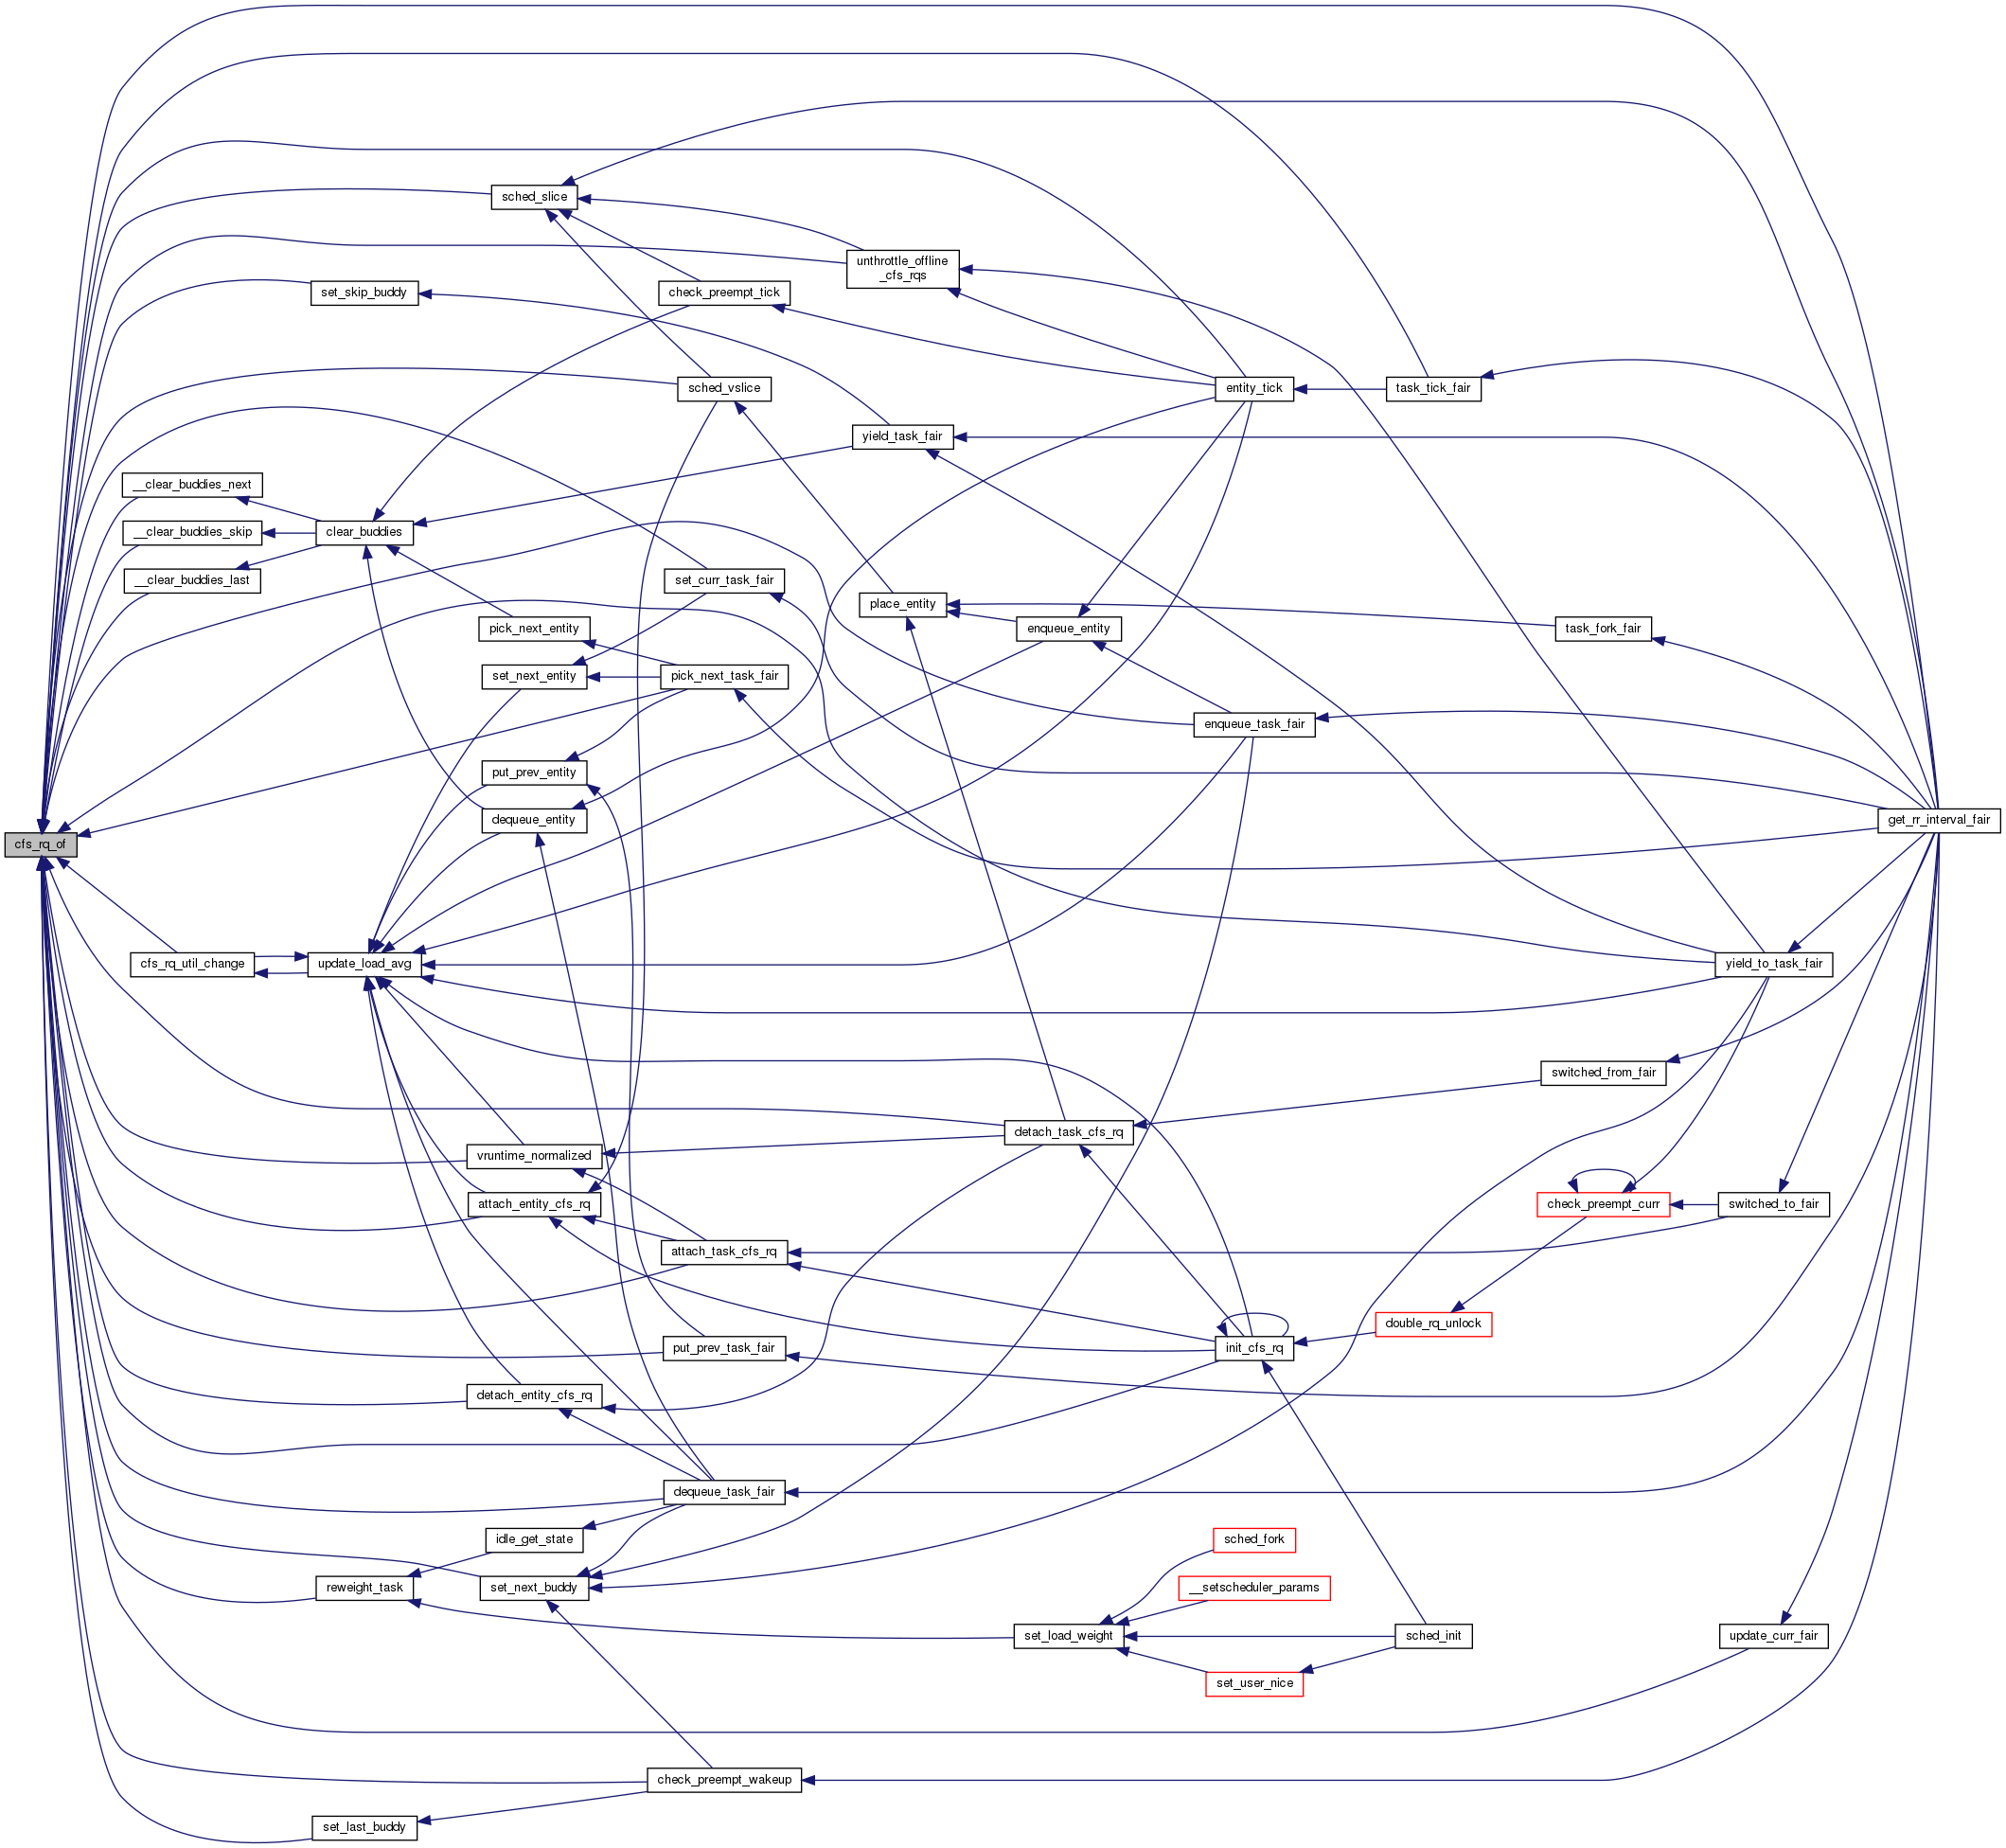 sched_slice
unthrottle_offline
_cfs_rqs
set_skip_buddy
check_preempt_tick
sched_vslice
entity_tick
task_tick_fair
yield_task_fair
__clear_buddies_next
__clear_buddies_skip
clear_buddies
__clear_buddies_last
set_curr_task_fair
place_entity
pick_next_entity
enqueue_entity
task_fork_fair
set_next_entity
pick_next_task_fair
enqueue_task_fair
put_prev_entity
dequeue_entity
get_rr_interval_fair
cfs_rq_of
cfs_rq_util_change
update_load_avg
yield_to_task_fair
switched_from_fair
detach_task_cfs_rq
vruntime_normalized
attach_entity_cfs_rq
check_preempt_curr
switched_to_fair
attach_task_cfs_rq
double_rq_unlock
put_prev_task_fair
init_cfs_rq
detach_entity_cfs_rq
dequeue_task_fair
idle_get_state
sched_fork
reweight_task
set_next_buddy
__setscheduler_params
set_load_weight
sched_init
update_curr_fair
set_user_nice
check_preempt_wakeup
set_last_buddy